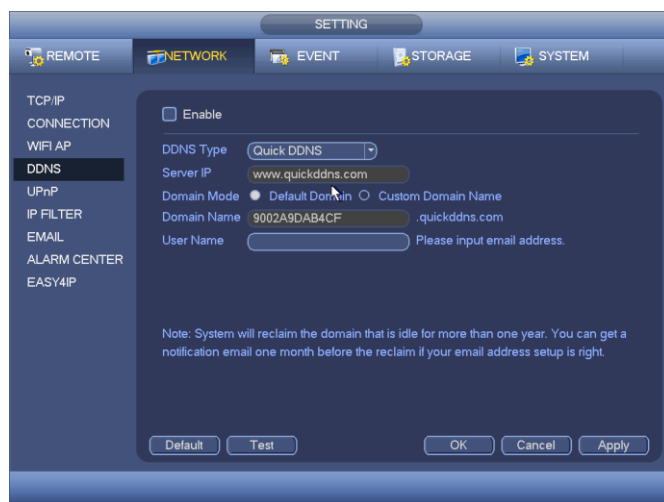 SETTING
REMOTE NETWORK EVENT STORAGE SYSTEM
TCP/IP
CONNECTION
WIFI AP
DDNS
UPnP
IP FILTER
EMAIL
ALARM CENTER
EASY4IP
Enable
DDNS Type Quick DDNS
Server IP www.quickddns.com
Domain Mode Default Domain Custom Domain Name
Domain Name 9002A9DAB4CF .quickddns.com
User Name Please input email address.
Note: System will reclaim the domain that is idle for more than one year. You can get a
notification email one month before the reclaim if your email address setup is right.
Default Test OK Cancel Apply